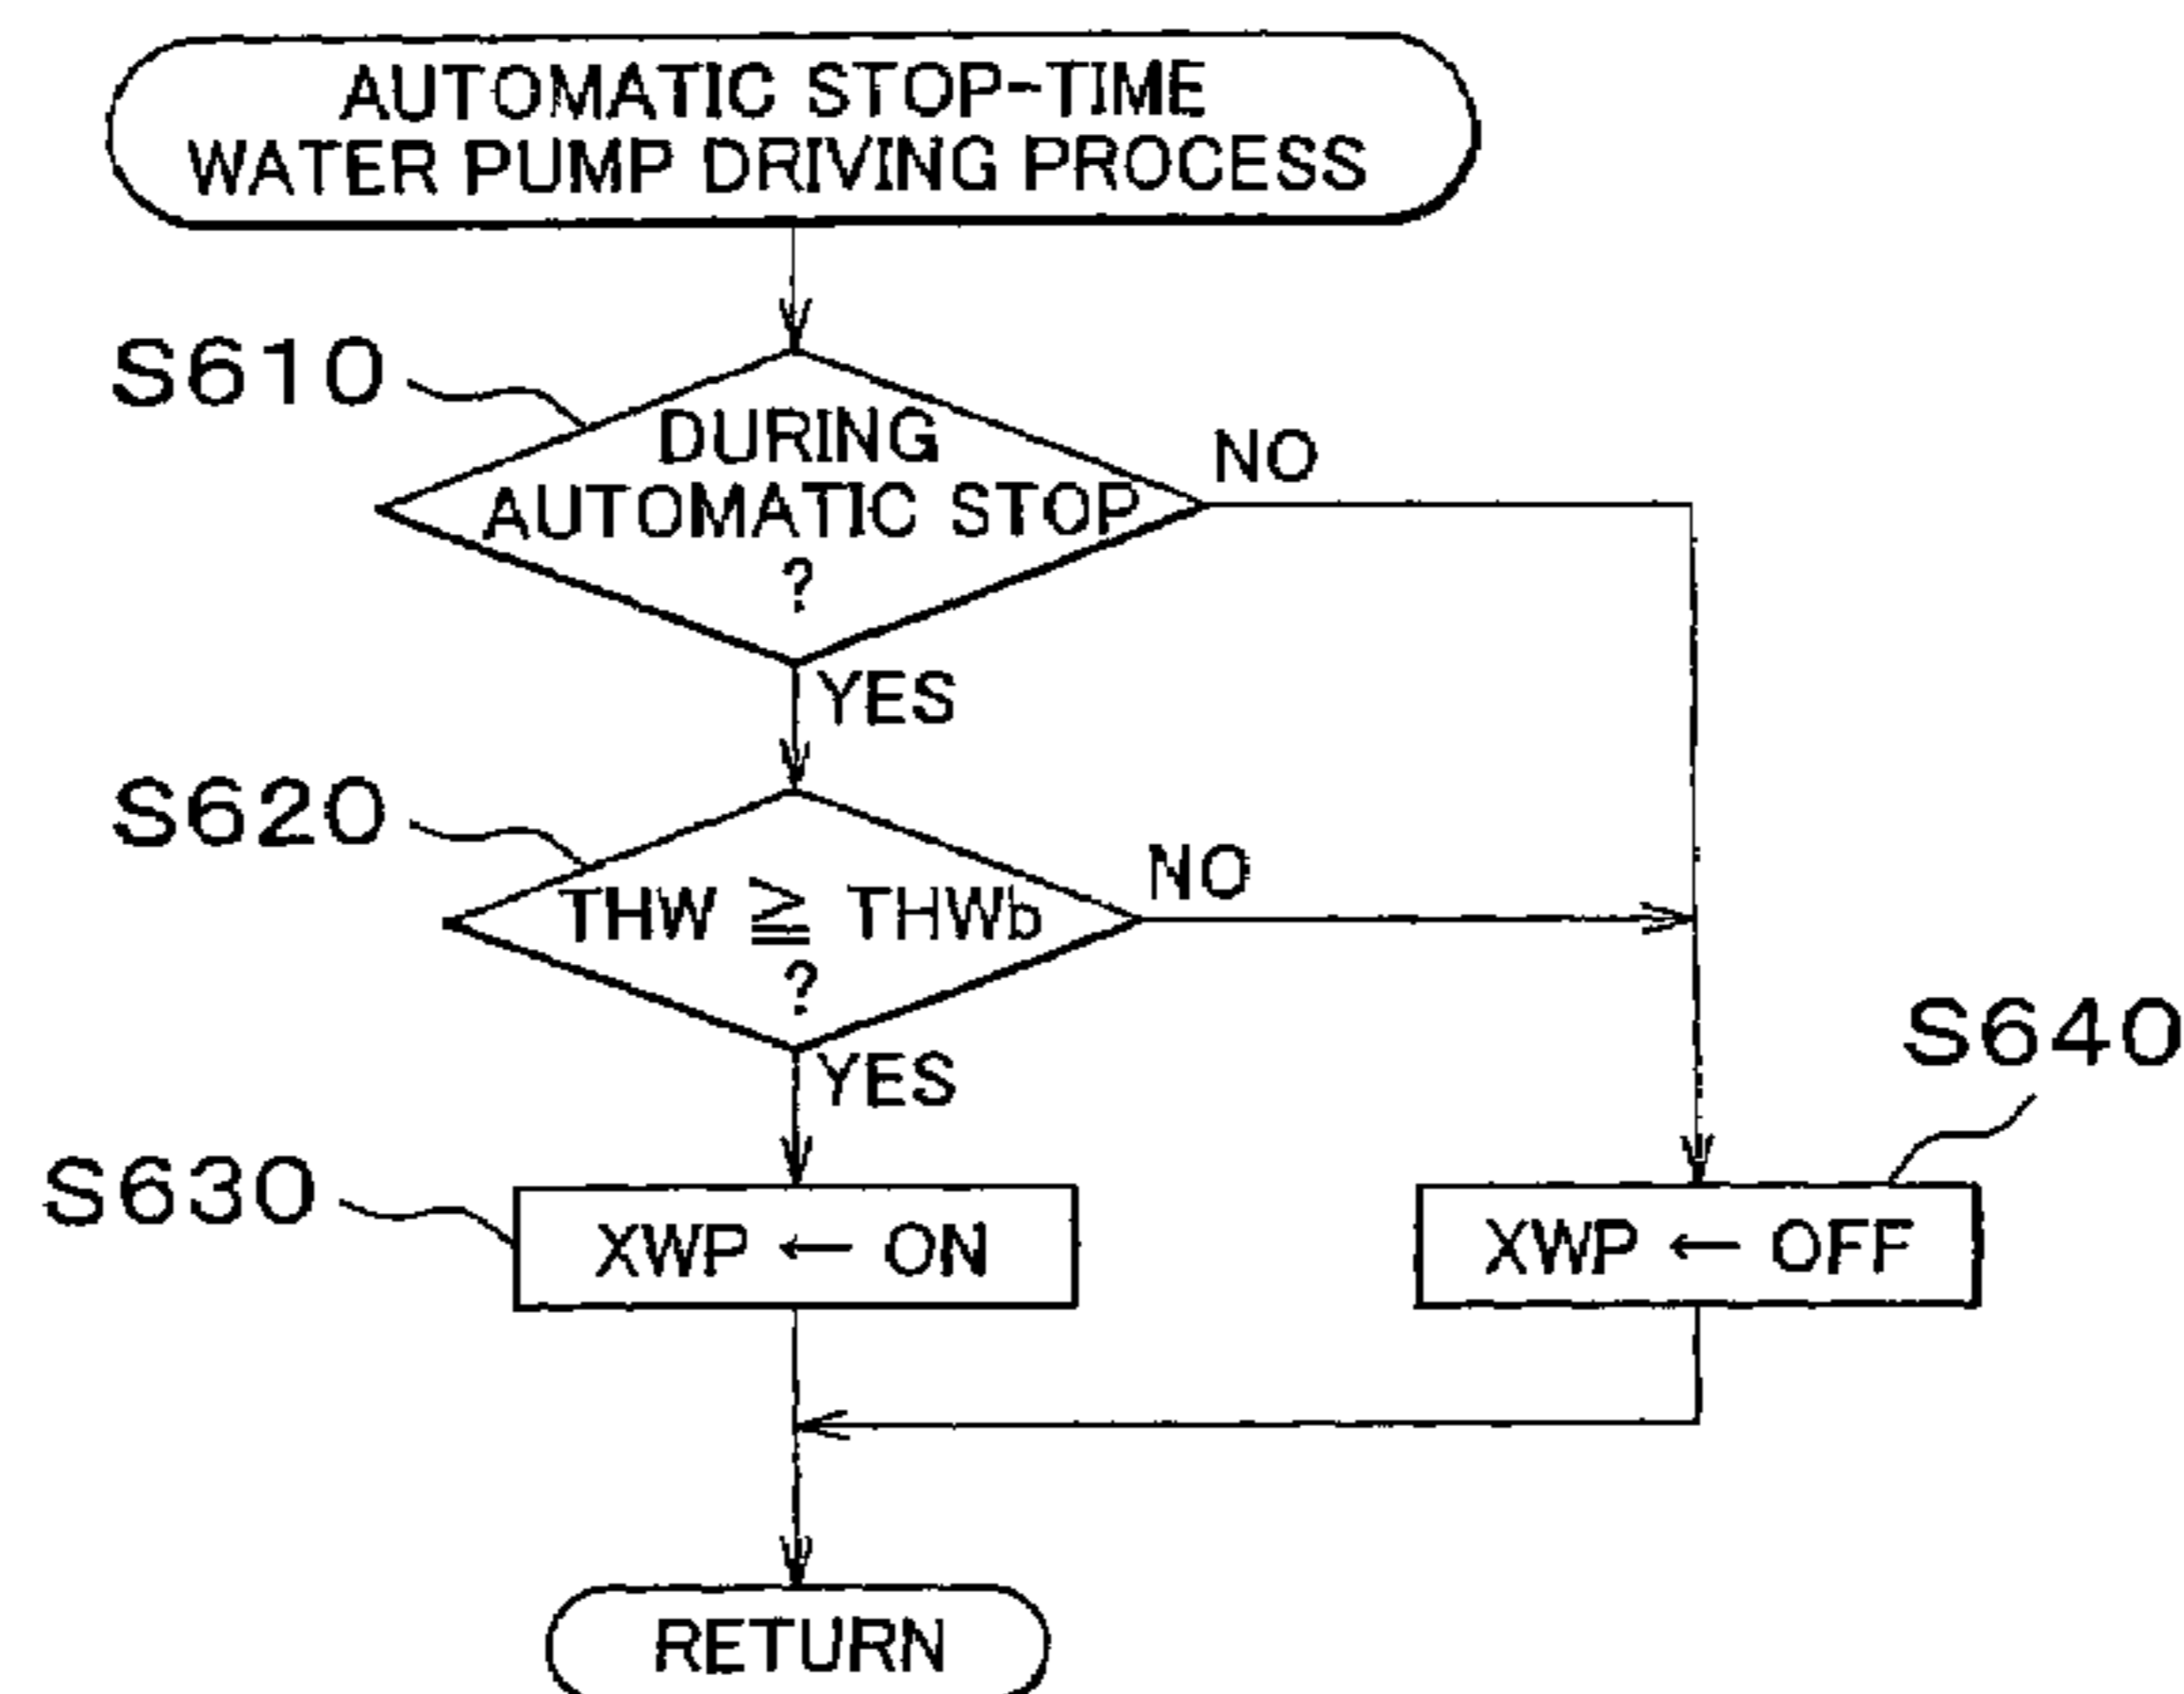 AUTOMATIC STOP-TIME
WATER PUMP DRIVING PROCESS
S610
DURING
AUTOMATIC STOP
?
NO
YES
S620
THW ≧ THWb
?
NO
YES
S630
XWP ← ON
S640
XWP ← OFF
RETURN